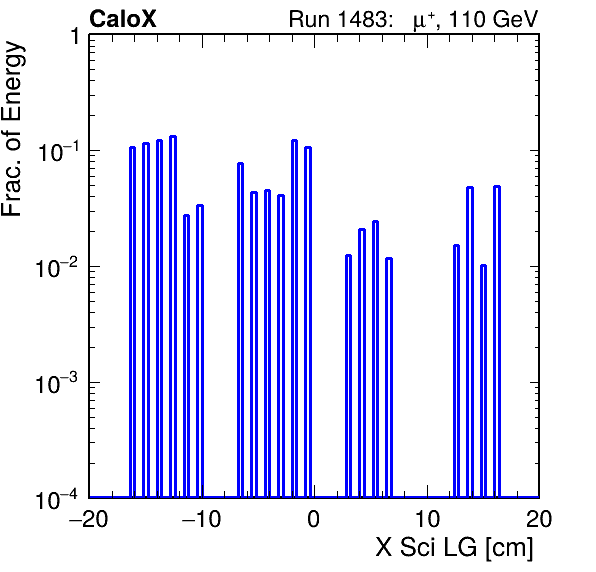 CaloX Run 1483: μ⁺, 110 GeV
Frac. of Energy
1
10⁻¹
10⁻²
10⁻³
10⁻⁴
−20 −10 0 10 20
X Sci LG [cm]